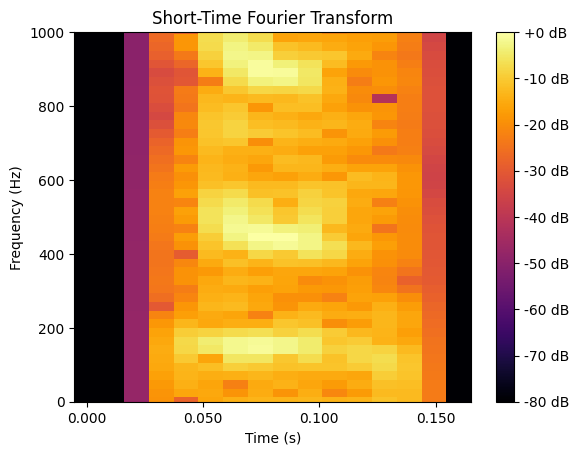 Short-Time Fourier Transform
1000
800
600
400
200
0
Frequency (Hz)
0.000
0.050
0.100
0.150
Time (s)
+0 dB
-10 dB
-20 dB
-30 dB
-40 dB
-50 dB
-60 dB
-70 dB
-80 dB